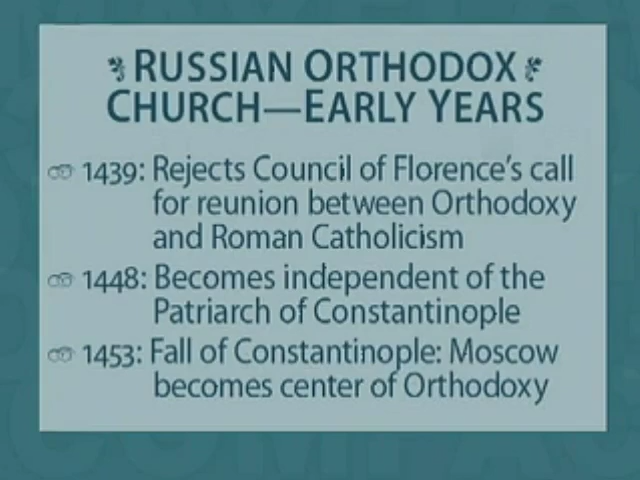 RUSSIAN ORTHODOX
CHURCH—EARLY YEARS
1439: Rejects Council of Florence's call
for reunion between Orthodoxy
and Roman Catholicism
1448: Becomes independent of the
Patriarch of Constantinople
1453: Fall of Constantinople: Moscow
becomes center of Orthodoxy